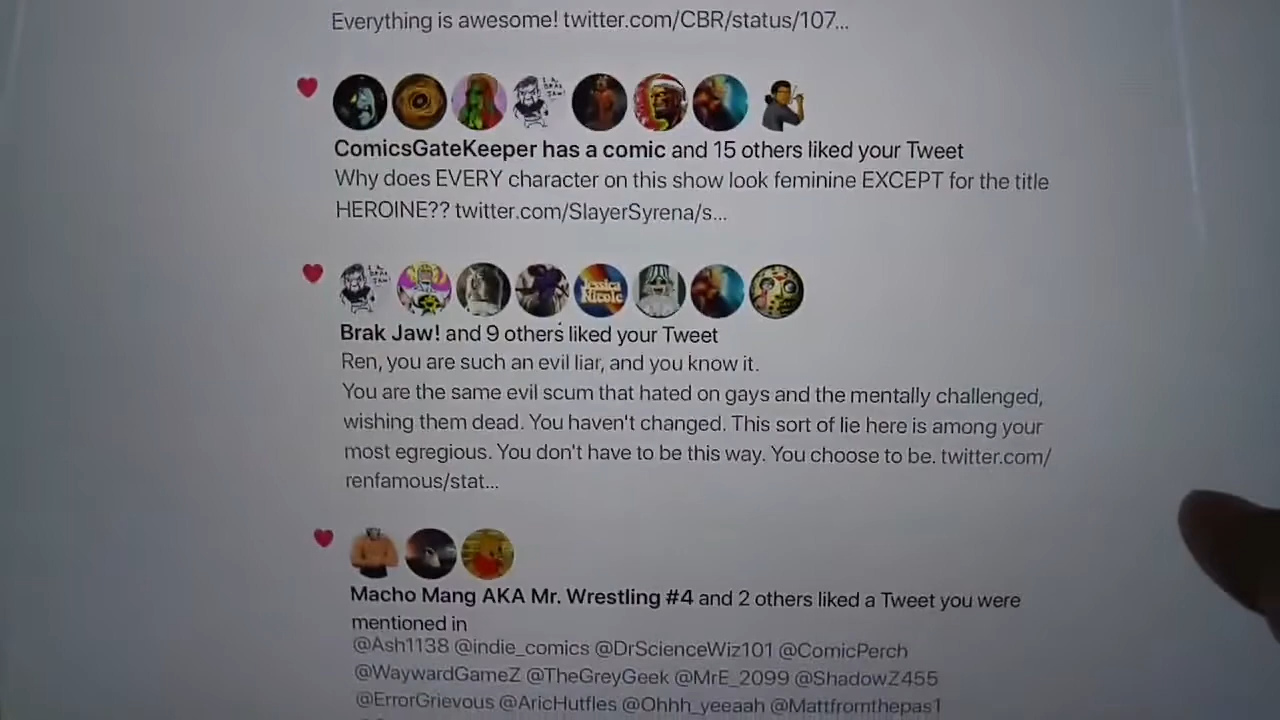 Everything is awesome! twitter.com/CBR/status/107...
ComicsGateKeeper has a comic and 15 others liked your Tweet
Why does EVERY character on this show look feminine EXCEPT for the title
HEROINE?? twitter.com/SlayerSyrena/s...
Jessica
Nicole
Brak Jaw! and 9 others liked your Tweet
Ren, you are such an evil liar, and you know it.
You are the same evil scum that hated on gays and the mentally challenged,
wishing them dead. You haven't changed. This sort of lie here is among your
most egregious. You don't have to be this way. You choose to be. twitter.com/
renfamous/stat...
Macho Mang AKA Mr. Wrestling #4 and 2 others liked a Tweet you were
mentioned in
@Ash1138 @indie_comics @DrScienceWiz101 @ComicPerch
@WaywardGameZ @TheGreyGeek @MrE_2099 @ShadowZ455
@ErrorGrievous @AricHutfles @Ohhh_yeeaah @Mattfromthepas1